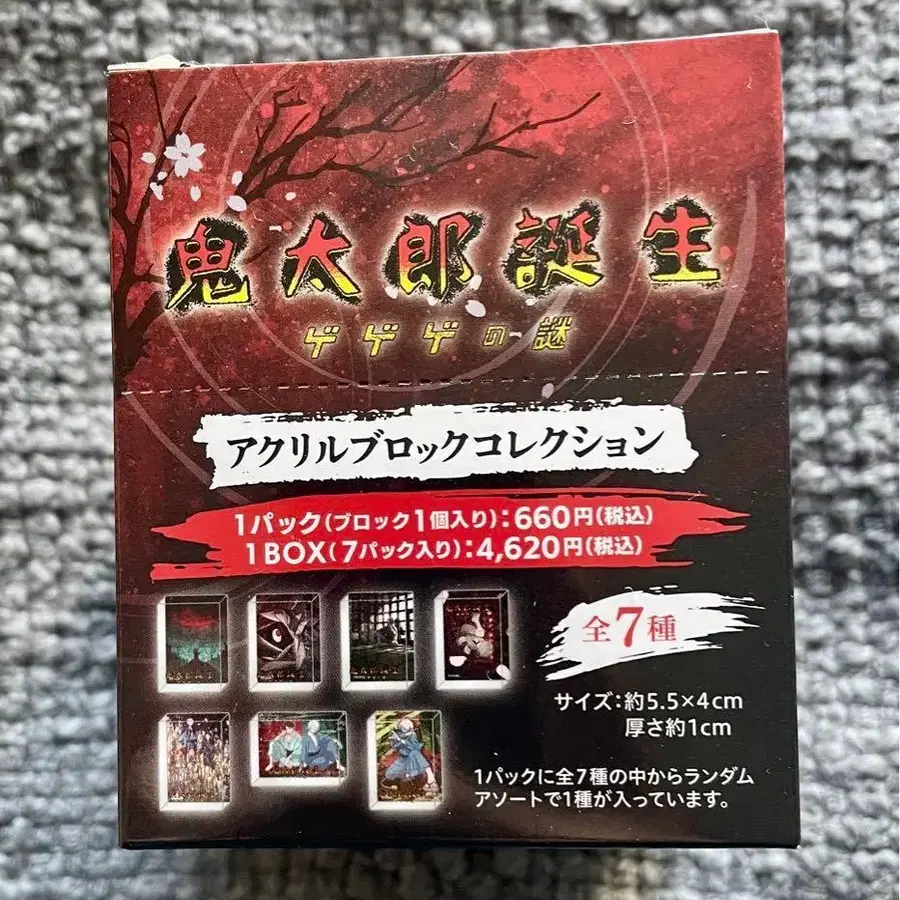 鬼太郎誕生
ゲゲゲの謎
アクリルブロックコレクション
1パック(ブロック1個入り):660円(税込)
1BOX(7パック入り):4,620円(税込)
全7種
サイズ:約5.5×4cm
厚さ約1cm
1パックに全7種の中からランダム
アソートで1種が入っています。